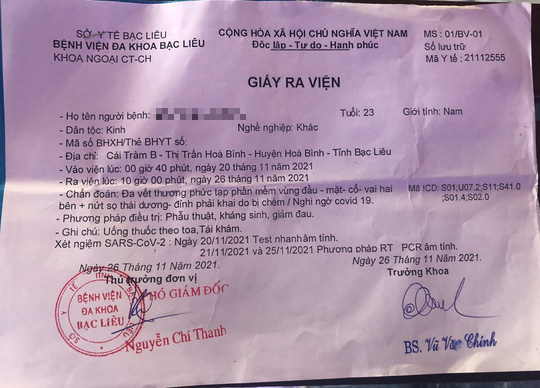 SỞ Y TẾ BẠC LIÊU
BỆNH VIỆN ĐA KHOA BẠC LIÊU
KHOA NGOẠI CT-CH
CỘNG HÒA XÃ HỘI CHỦ NGHĨA VIỆT NAM
Độc lập - Tự do - Hạnh phúc
MS : 01/BV-01
Số lưu trữ
Mã Y tế : 21112555
GIẤY RA VIỆN
- Họ tên người bệnh: Tuổi: 23 Giới tính: Nam
- Dân tộc: Kinh Nghề nghiệp: Khác
- Mã số BHXH/Thẻ BHYT số:
- Địa chỉ: Cái Tràm B - Thị Trấn Hoà Bình - Huyện Hoà Bình - Tỉnh Bạc Liêu
- Vào viện lúc: 00 giờ 40 phút, ngày 20 tháng 11 năm 2021
- Ra viện lúc: 10 giờ 00 phút, ngày 26 tháng 11 năm 2021
- Chẩn đoán: Đa vết thương phức tạp phần mềm vùng đầu - mặt- cổ- vai hai Mã ICD: S01;U07.2;S11;S41.0
bên + nứt sọ thái dương- đỉnh phải khai do bị chém / Nghi ngờ covid 19. ;S01.4;S02.0
- Phương pháp điều trị: Phẫu thuật, kháng sinh, giảm đau.
- Ghi chú: Uống thuốc theo toa,Tái khám.
Xét ngiệm SARS-CoV-2 : Ngày 20/11/2021 Test nhanhâm tính.
21/11/2021 và 25/11/2021 Phương pháp RT PCR âm tính.
Ngày 26 Tháng 11 Năm 2021.
Thủ trưởng đơn vị
PHÓ GIÁM ĐỐC
SỞ Y TẾ TỈNH BẠC LIÊU
BỆNH VIỆN
ĐA KHOA
BẠC LIÊU
Nguyễn Chí Thanh
Ngày 26 Tháng 11 Năm 2021.
Trưởng Khoa
BS. Vũ Văn Chính